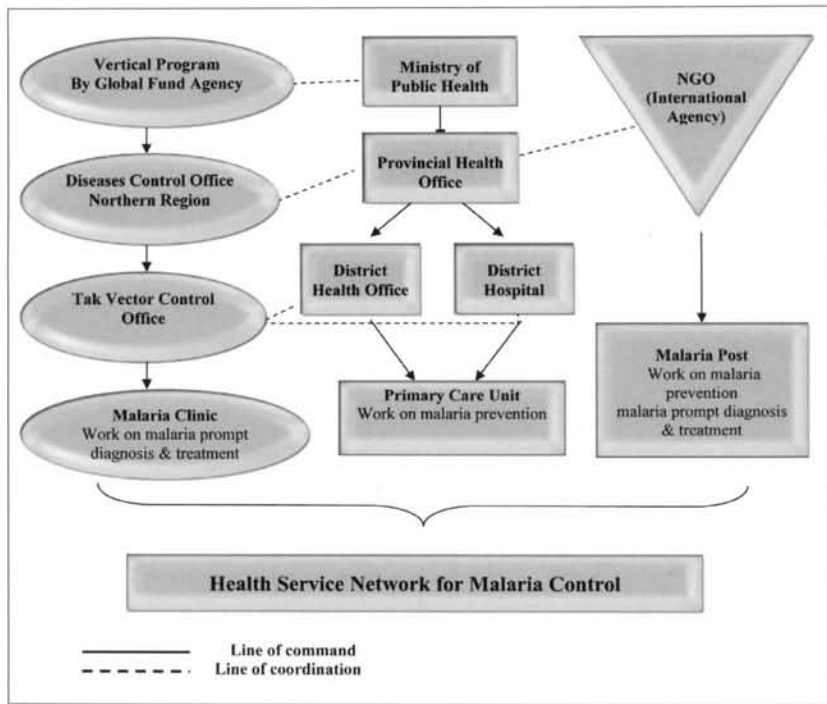 Vertical Program
By Global Fund Agency
Ministry of
Public Health
NGO
(International
Agency)
Diseases Control Office
Northern Region
Provincial Health
Office
Tak Vector Control
Office
District
Health Office
District
Hospital
Malaria Clinic
Work on malaria prompt
diagnosis & treatment
Primary Care Unit
Work on malaria prevention
Malaria Post
Work on malaria
prevention
malaria prompt diagnosis
& treatment
Health Service Network for Malaria Control
Line of command
Line of coordination